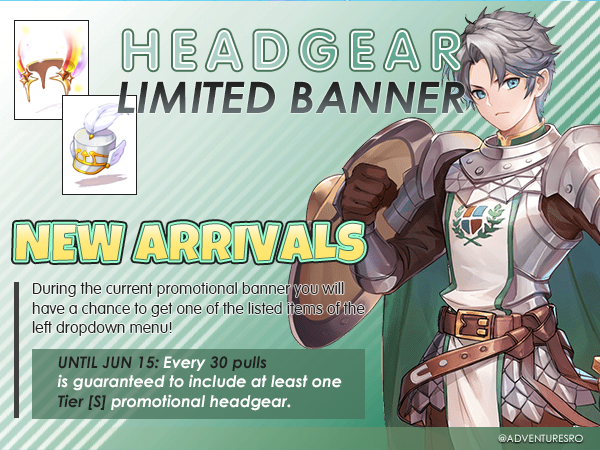 HEADGEAR
LIMITED BANNER
NEW ARRIVALS
During the current promotional banner you will
have a chance to get one of the listed items of the
left dropdown menu!
UNTIL JUN 15: Every 30 pulls
is guaranteed to include at least one
Tier [S] promotional headgear.
@ADVENTURESRO